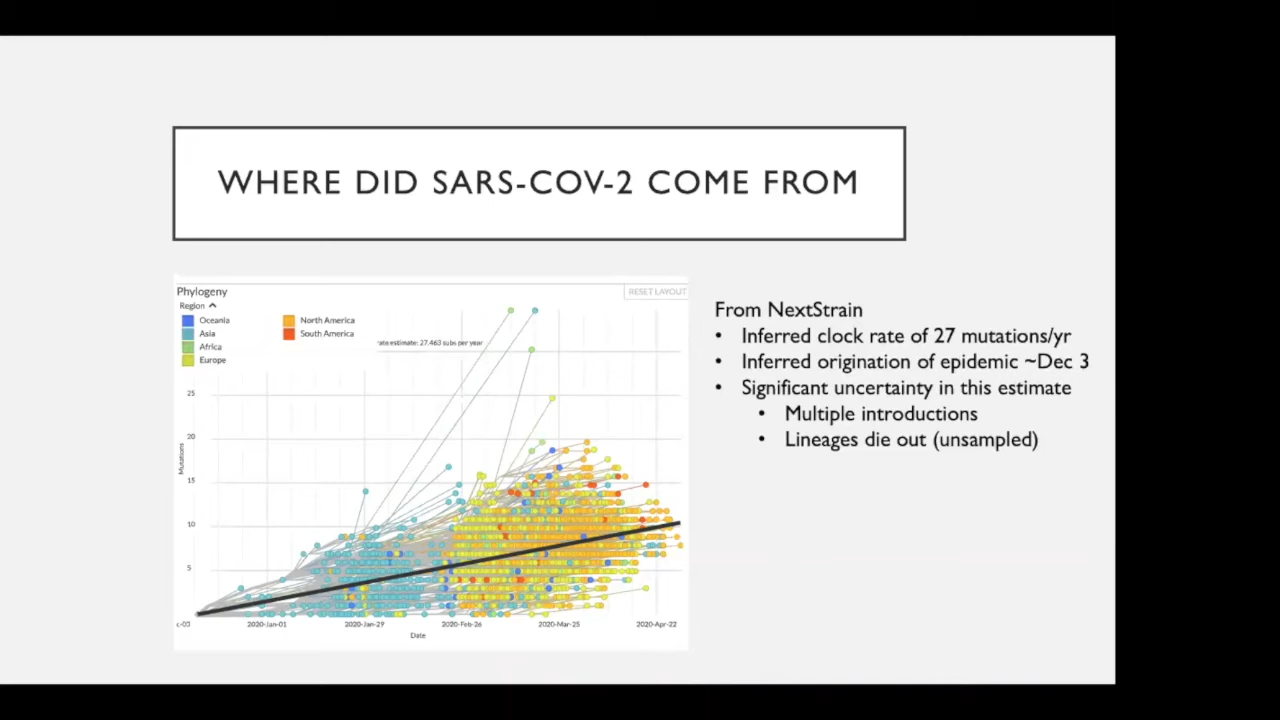 WHERE DID SARS-COV-2 COME FROM
Phylogeny
RESET LAYOUT
Region
Oceania
Asia
Africa
Europe
North America
South America
rate estimate: 27.463 subs per year
25
20
15
10
5
Mutations
c-03
2020-Jan-01
2020-Jan-29
2020-Feb-26
2020-Mar-25
2020-Apr-22
Date
From NextStrain
• Inferred clock rate of 27 mutations/yr
• Inferred origination of epidemic ~Dec 3
• Significant uncertainty in this estimate
• Multiple introductions
• Lineages die out (unsampled)